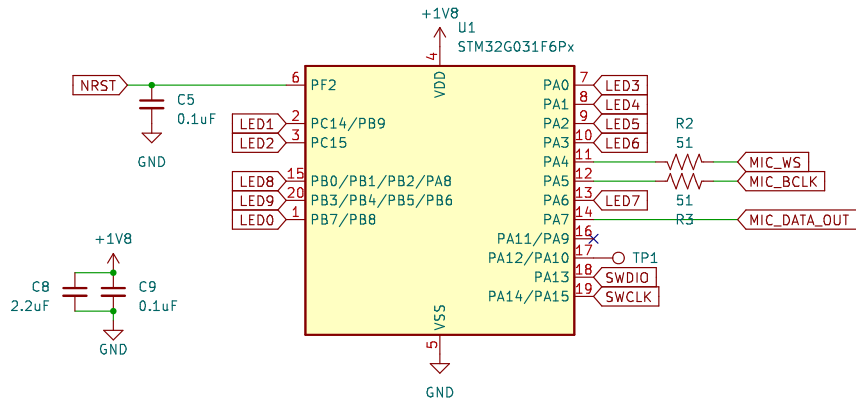 +1V8
U1
STM32G031F6Px
4
VDD
NRST
6
PF2
C5
0.1uF
GND
LED1
2
PC14/PB9
LED2
3
PC15
LED8
15
PB0/PB1/PB2/PA8
LED9
20
PB3/PB4/PB5/PB6
LED0
1
PB7/PB8
PA0
7
LED3
PA1
8
LED4
PA2
9
LED5
PA3
10
LED6
PA4
11
R2
51
MIC_WS
PA5
12
MIC_BCLK
51
R3
PA6
13
LED7
PA7
14
MIC_DATA_OUT
PA11/PA9
16
PA12/PA10
17
TP1
PA13
18
SWDIO
PA14/PA15
19
SWCLK
+1V8
C8
2.2uF
C9
0.1uF
GND
VSS
5
GND